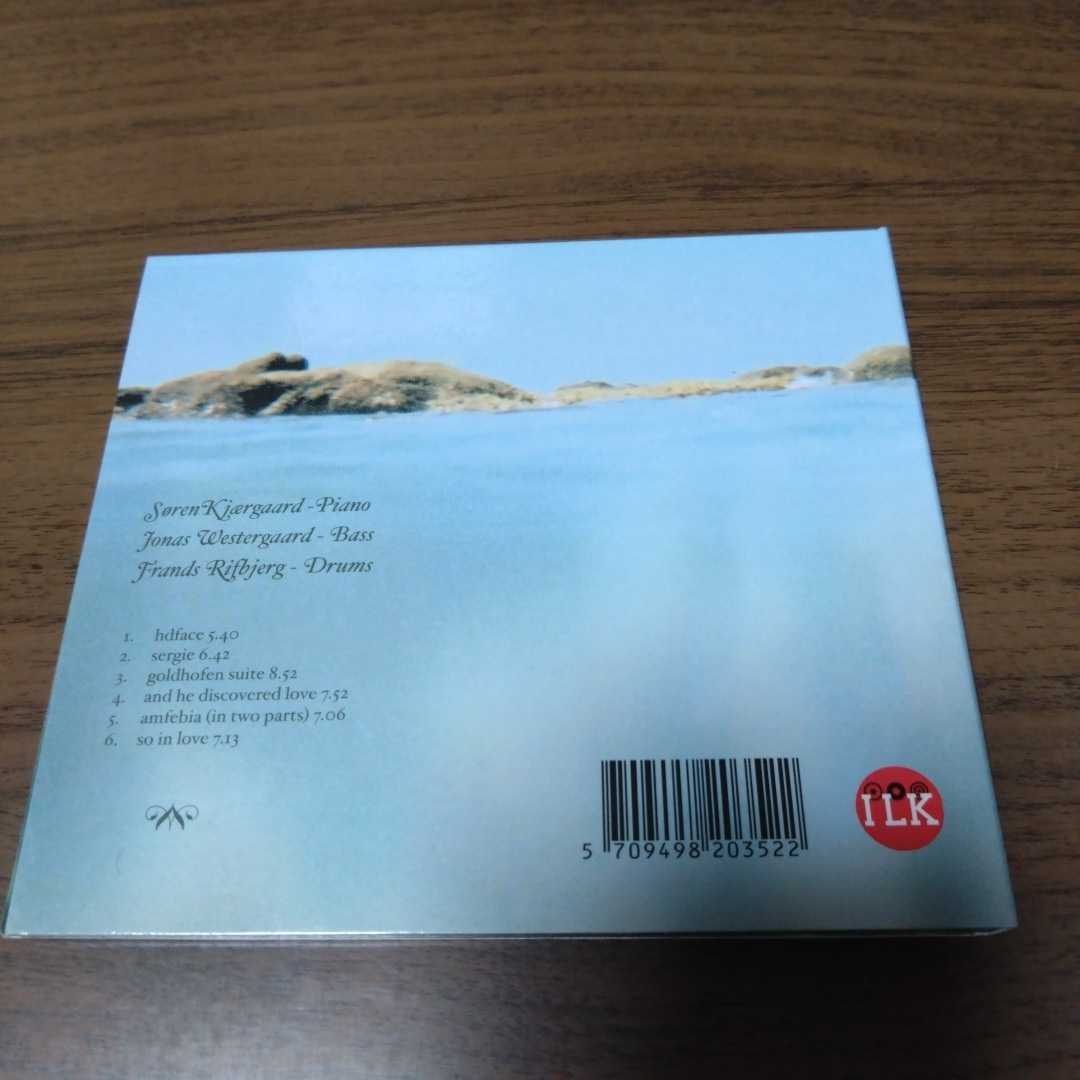 SørenKjærgaard - Piano
Jonas Westergaard - Bass
Frands Rifbjerg - Drums
1. hdface 5.40
2. sergie 6.42
3. goldhofen suite 8.52
4. and he discovered love 7.52
5. amfebia (in two parts) 7.06
6. so in love 7.13
ILK
5 709498 203522